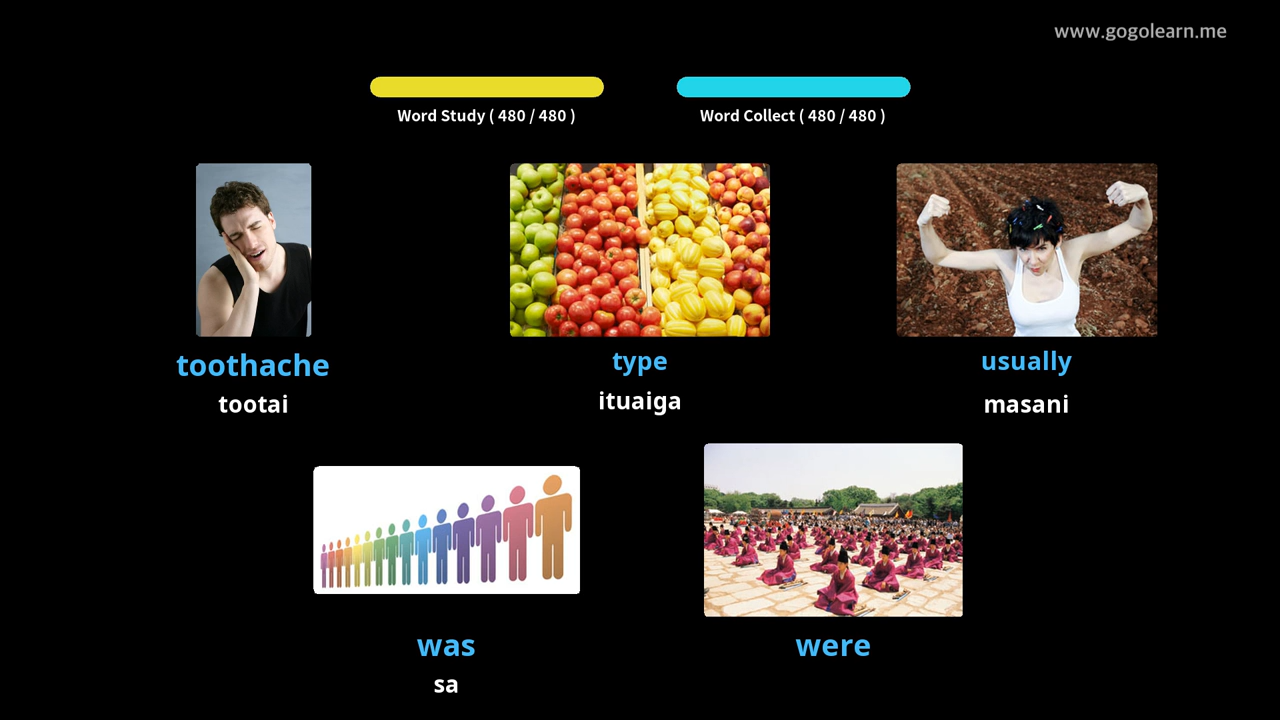 www.gogolearn.me
Word Study ( 480 / 480 )
Word Collect ( 480 / 480 )
toothache
tootai
type
ituaiga
usually
masani
was
sa
were